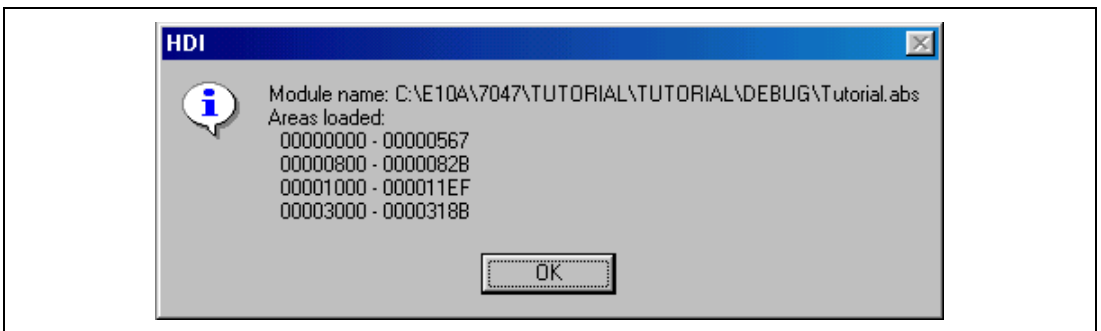 HDI
Module name: C:\E10A\7047\TUTORIAL\TUTORIAL\DEBUG\Tutorial.abs
Areas loaded:
00000000 - 00000567
00000800 - 0000082B
00001000 - 000011EF
00003000 - 0000318B
OK